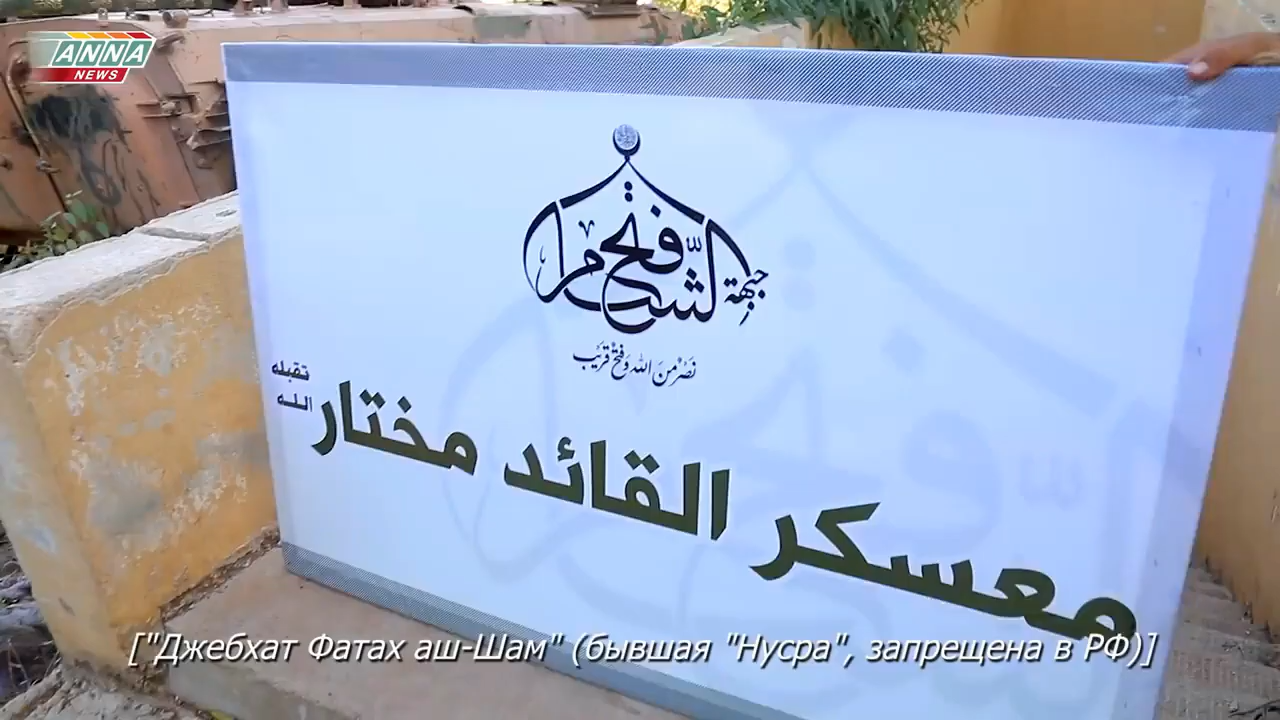 ANNA
NEWS
جبهة
فتح الشام
نصر من الله وفتح قريب
معسكر القائد مختار
تقبله
الله
["Джебхат Фатах аш-Шам" (бывшая "Нусра", запрещена в РФ)]